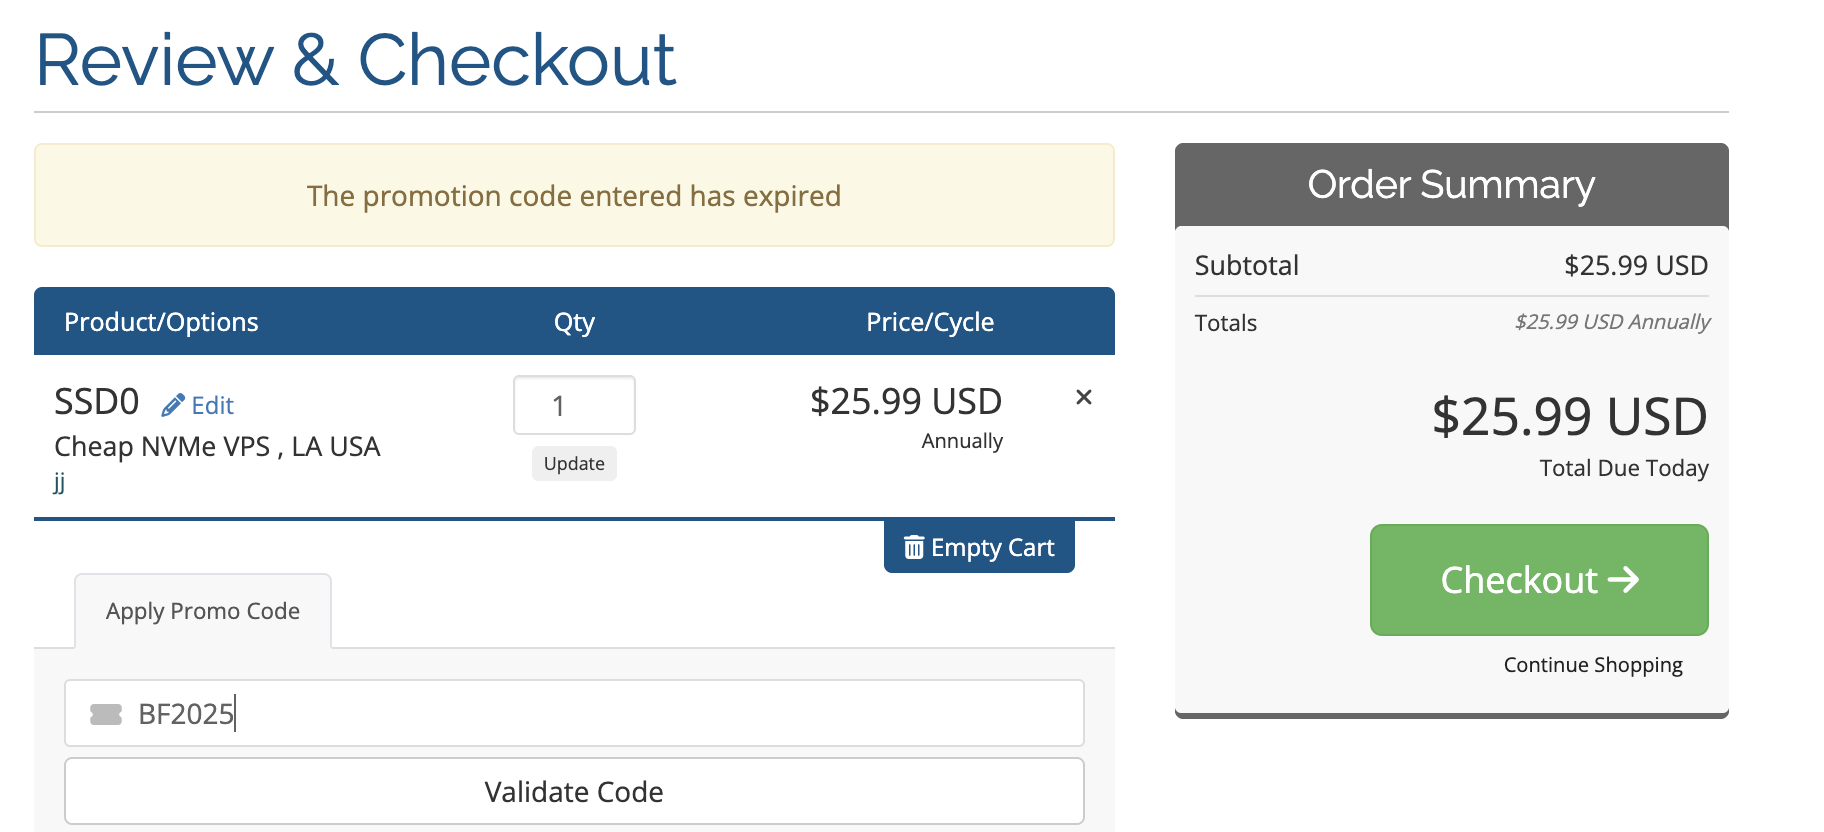 Review & Checkout
The promotion code entered has expired
Product/Options Qty Price/Cycle
SSD0 Edit 1 $25.99 USD ×
Cheap NVMe VPS , LA USA Annually
jj Update
Empty Cart
Apply Promo Code
BF2025
Validate Code
Order Summary
Subtotal $25.99 USD
Totals $25.99 USD Annually
$25.99 USD
Total Due Today
Checkout →
Continue Shopping